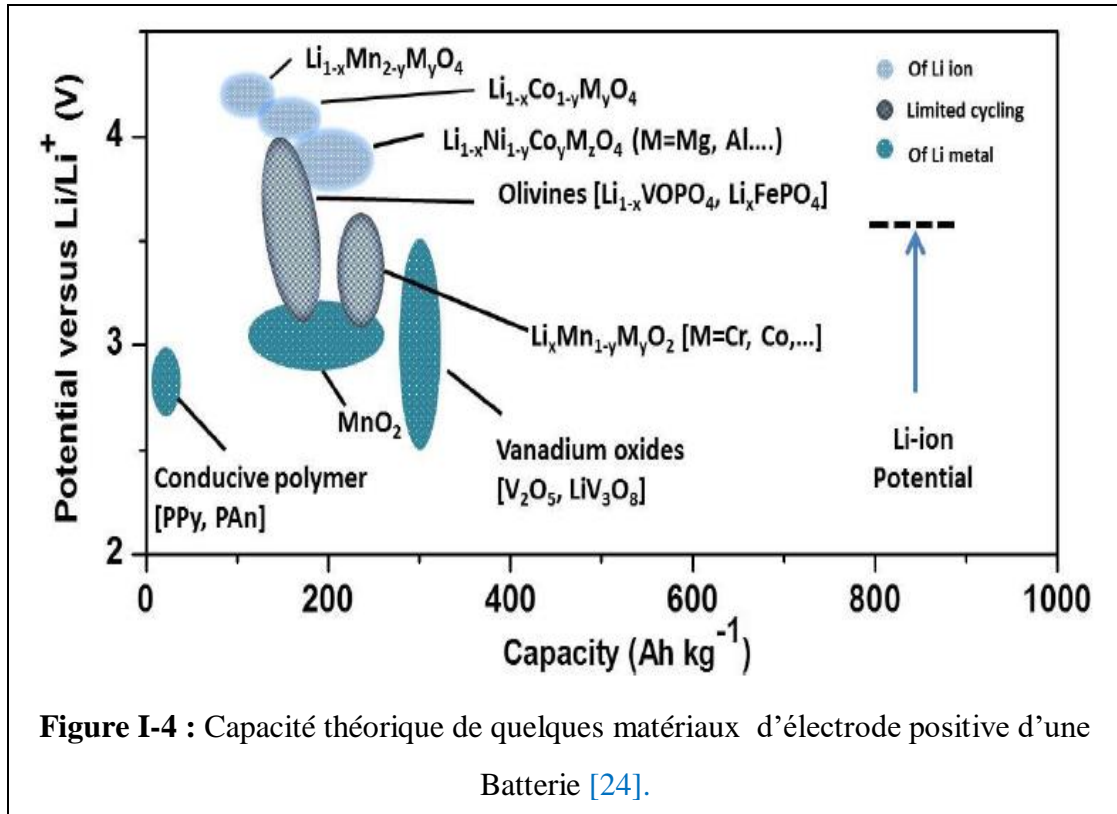 Li1-xMn2-yMyO4
Of Li ion
Li1-xCo1-yMyO4
Limited cycling
Li1-xNi1-yCoyMzO4 (M=Mg, Al....)
Of Li metal
Olivines [Li1-xVOPO4, LixFePO4]
LixMn1-yMyO2 [M=Cr, Co,...]
MnO2
Vanadium oxides
[V2O5, LiV3O8]
Conducive polymer
[PPy, PAn]
Li-ion
Potential
Potential versus Li/Li+ (V)
4
3
2
0 200 400 600 800 1000
Capacity (Ah kg-1)
Figure I-4 : Capacité théorique de quelques matériaux d’électrode positive d’une
Batterie [24].